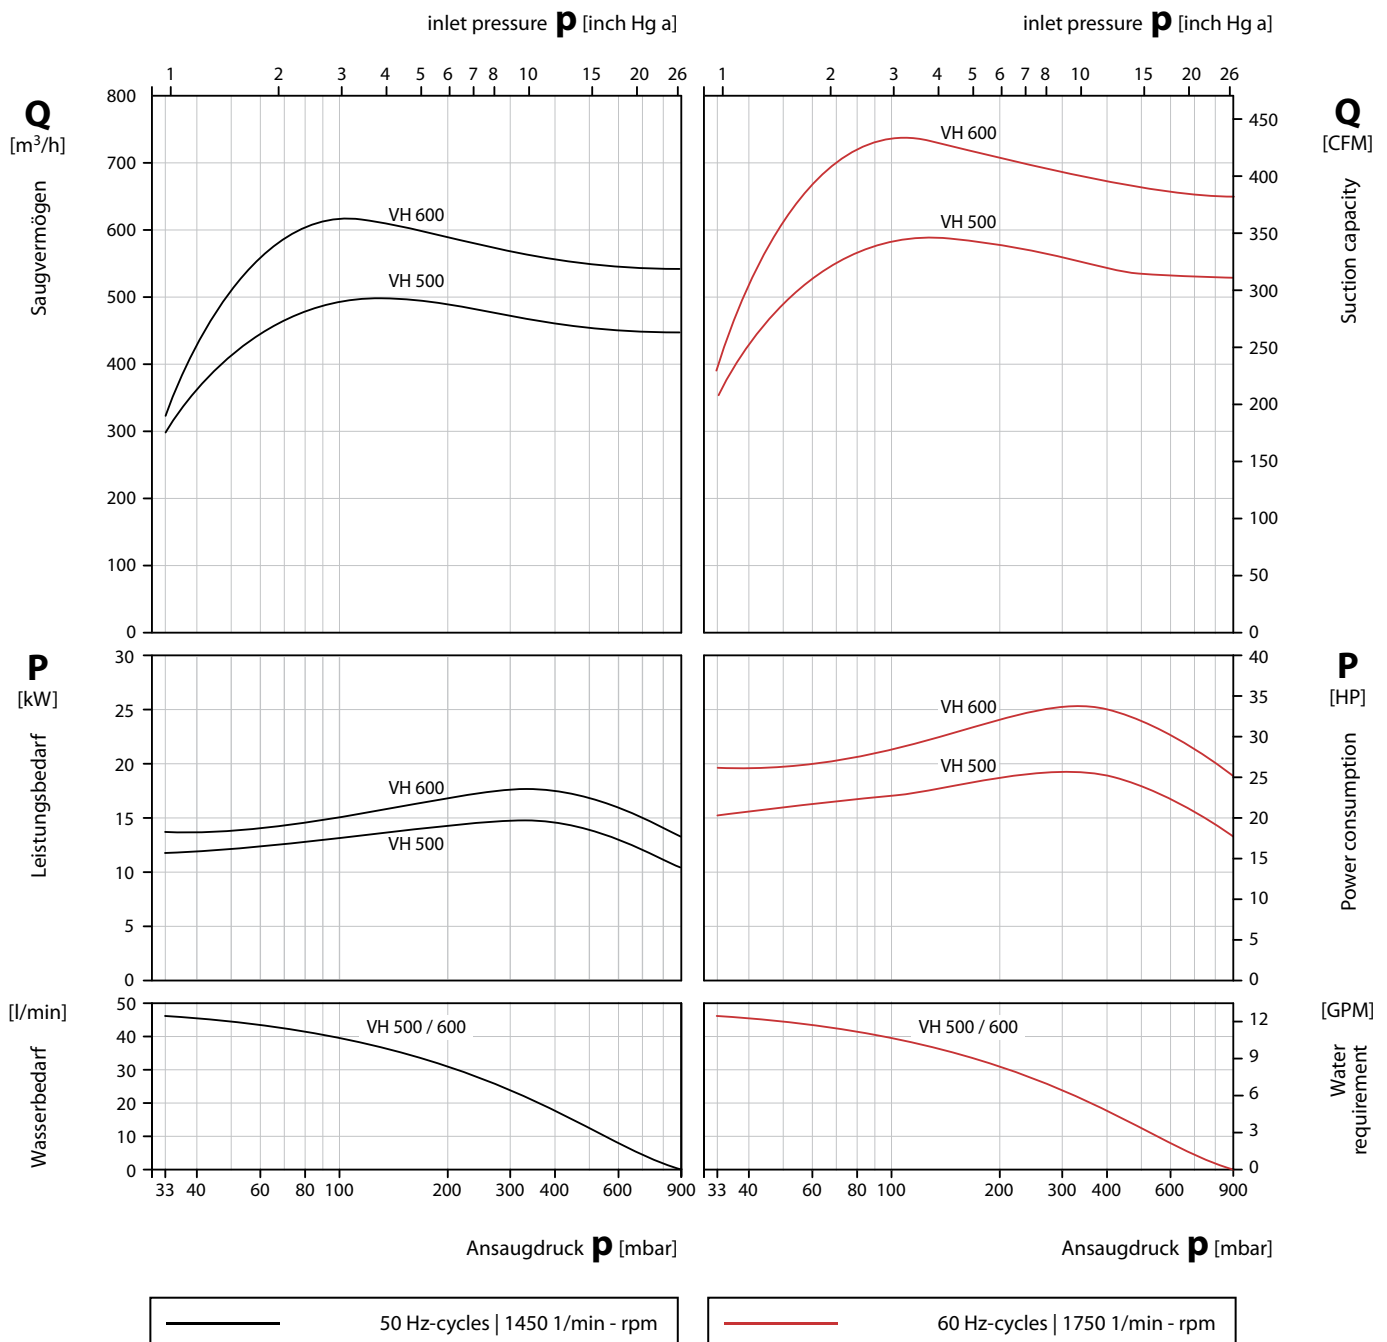 inlet pressure p [inch Hg a] inlet pressure p [inch Hg a]
1 2 3 4 5 6 7 8 10 15 20 26 1 2 3 4 5 6 7 8 10 15 20 26
Q
[m³/h]
Saugvermögen
800
700
600
500
400
300
200
100
0
VH 600
VH 500
VH 600
VH 500
450
400
350
300
250
200
150
100
50
0
Q
[CFM]
Suction capacity
P
[kW]
Leistungsbedarf
30
25
20
15
10
5
0
VH 600
VH 500
VH 600
VH 500
40
35
30
25
20
15
10
5
0
P
[HP]
Power consumption
[l/min]
Wasserbedarf
50
40
30
20
10
0
VH 500 / 600
VH 500 / 600
12
9
6
3
0
[GPM]
Water
requirement
33 40 60 80 100 200 300 400 600 900 33 40 60 80 100 200 300 400 600 900
Ansaugdruck p [mbar] Ansaugdruck p [mbar]
50 Hz-cycles | 1450 1/min - rpm 60 Hz-cycles | 1750 1/min - rpm